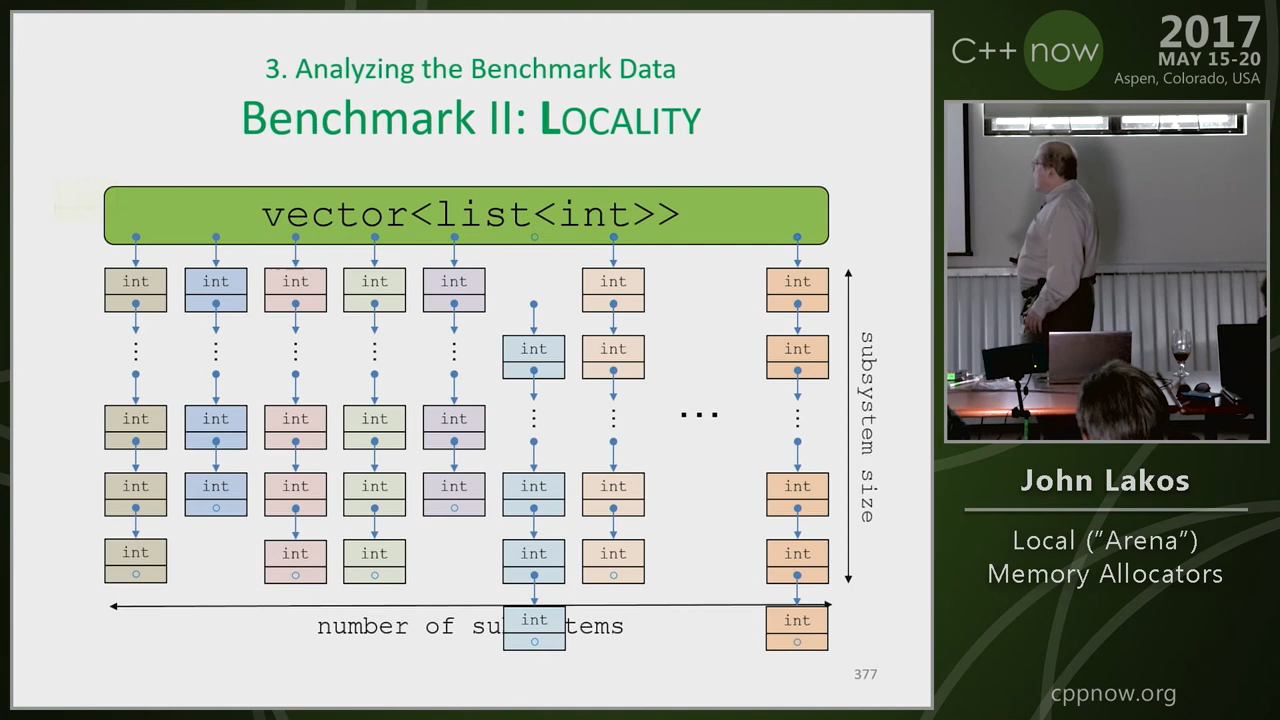 3. Analyzing the Benchmark Data
Benchmark II: LOCALITY
vector<list<int>>
int int int int int int int
int int int
⋮ ⋮ ⋮ ⋮ ⋮ ⋮ ⋮ ⋮
...
int int int int int
int int int int int int int int
int int int int int int
int int
subsystem size
number of su tems
377
C++ now
2017
MAY 15-20
Aspen, Colorado, USA
John Lakos
Local ("Arena")
Memory Allocators
cppnow.org